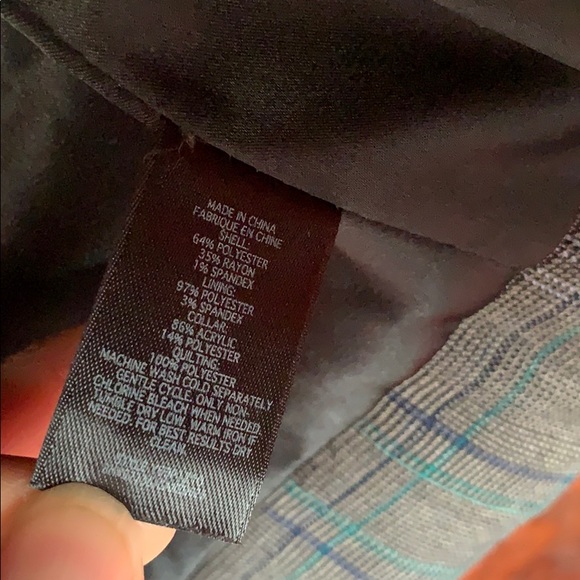 MADE IN CHINA
FABRIQUE EN CHINE
SHELL:
64% POLYESTER
35% RAYON
1% SPANDEX
LINING:
97% POLYESTER
3% SPANDEX
COLLAR:
86% ACRYLIC
14% POLYESTER
QUILTING:
100% POLYESTER
MACHINE WASH COLD SEPARATELY
GENTLE CYCLE. ONLY NON-
CHLORINE BLEACH WHEN NEEDED.
TUMBLE DRY LOW. WARM IRON IF
NEEDED. FOR BEST RESULTS DRY
CLEAN.